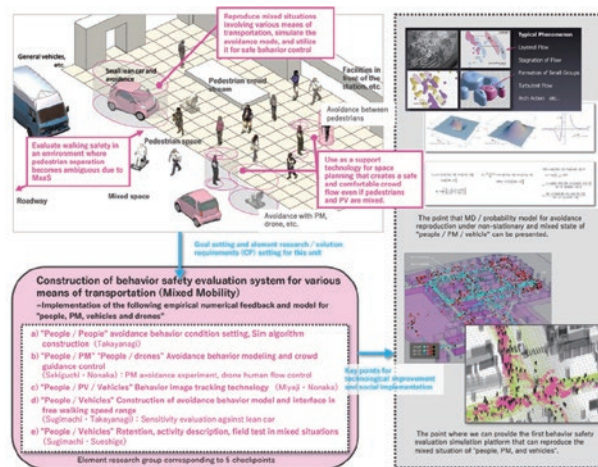 Reproduce mixed situations
involving various means of
transportation, simulate the
avoidance mode, and utilize
it for safe behavior control
General vehicles,
etc
Small lean car and
avoidance
Pedestrian crowd
stream
Facilities in
front of the
station, etc.
Avoidance between
pedestrians
Evaluate walking safety in
an environment where
pedestrian separation
becomes ambiguous due to
MaaS
Pedestrian space
Use as a support
technology for space
planning that creates a safe
and comfortable crowd
flow even if pedestrians
and PV are mixed.
Roadway
Mixed space
Avoidance with PM,
drone, etc.
Goal setting and element research / solution
requirements (CP) setting for this unit
Construction of behavior safety evaluation system for various
means of transportation (Mixed Mobility)
~Implementation of the following empirical numerical feedback and model for
"people, PM, vehicles and drones"
a) "People / People" avoidance behavior condition setting, Sim algorithm
construction (Takayanagi)
b) "People / PM" "People / drones" Avoidance behavior modeling and crowd
guidance control
(Sekiguchi・Nonaka) : PM avoidance experiment, drone human flow control
c) "People / PV / Vehicles" Behavior image tracking technology (Miyaji・Nonaka)
d) "People / Vehicles" Construction of avoidance behavior model and interface in
free walking speed range
(Sugimachi・Takayanagi) : Sensitivity evaluation against lean car
e) "People / Vehicles" Retention, activity description, field test in mixed situations
(Sugimachi・Sueshige)
Element research group corresponding to 5 checkpoints
Key points for
technological improvement
and social implementation
Typical Phenomenon
Layered Flow
Stagnation of Flow
Formation of Small Groups
Turbulent Flow
etc.
The point that MD / probability model for avoidance
reproduction under non-stationary and mixed state of
"people / PM / vehicle" can be presented.
The point where we can provide the first behavior safety
evaluation simulation platform that can reproduce the
mixed situation of "people, PM, and vehicles".